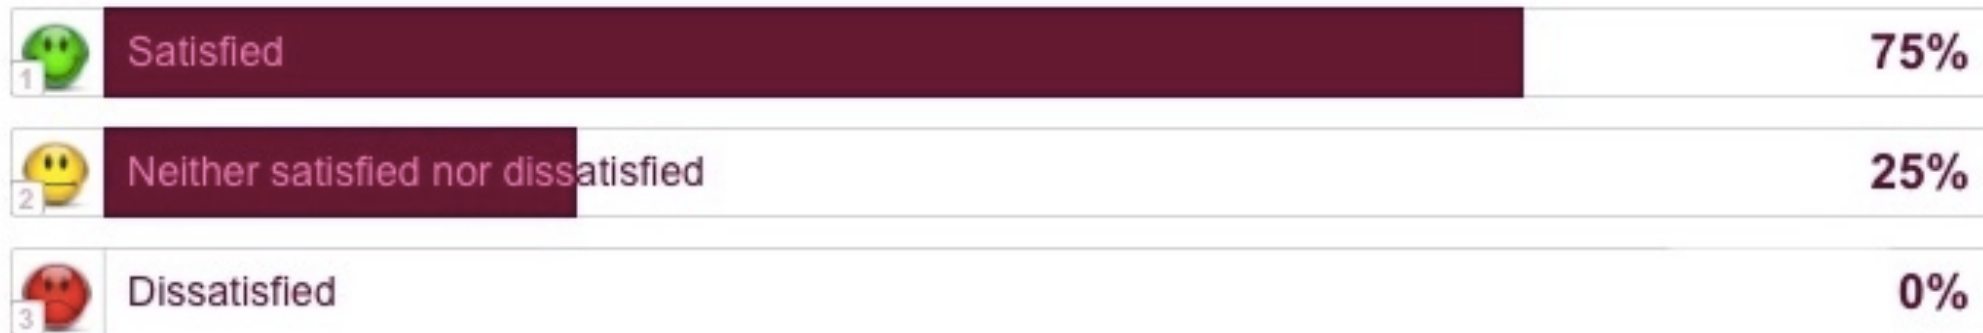 1 Satisfied 75%
2 Neither satisfied nor dissatisfied 25%
3 Dissatisfied 0%